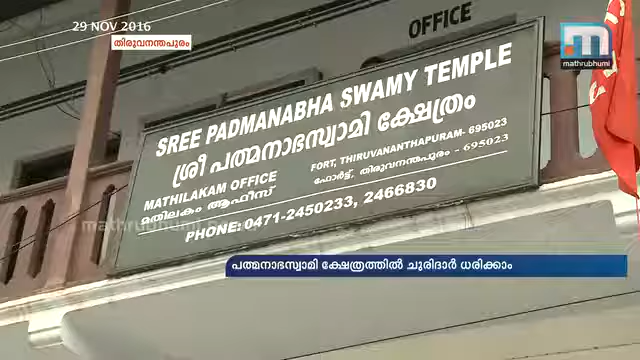 29 NOV 2016
തിരുവനന്തപുരം
mathrubhumi
OFFICE
SREE PADMANABHA SWAMY TEMPLE
ശ്രീ പത്മനാഭസ്വാമി ക്ഷേത്രം
MATHILAKAM OFFICE
FORT, THIRUVANANTHAPURAM- 695023
മതിലകം ആഫീസ്
ഫോർട്ട്, തിരുവനന്തപുരം - 695023
PHONE: 0471-2450233, 2466830
പത്മനാഭസ്വാമി ക്ഷേത്രത്തിൽ ചുരിദാർ ധരിക്കാം